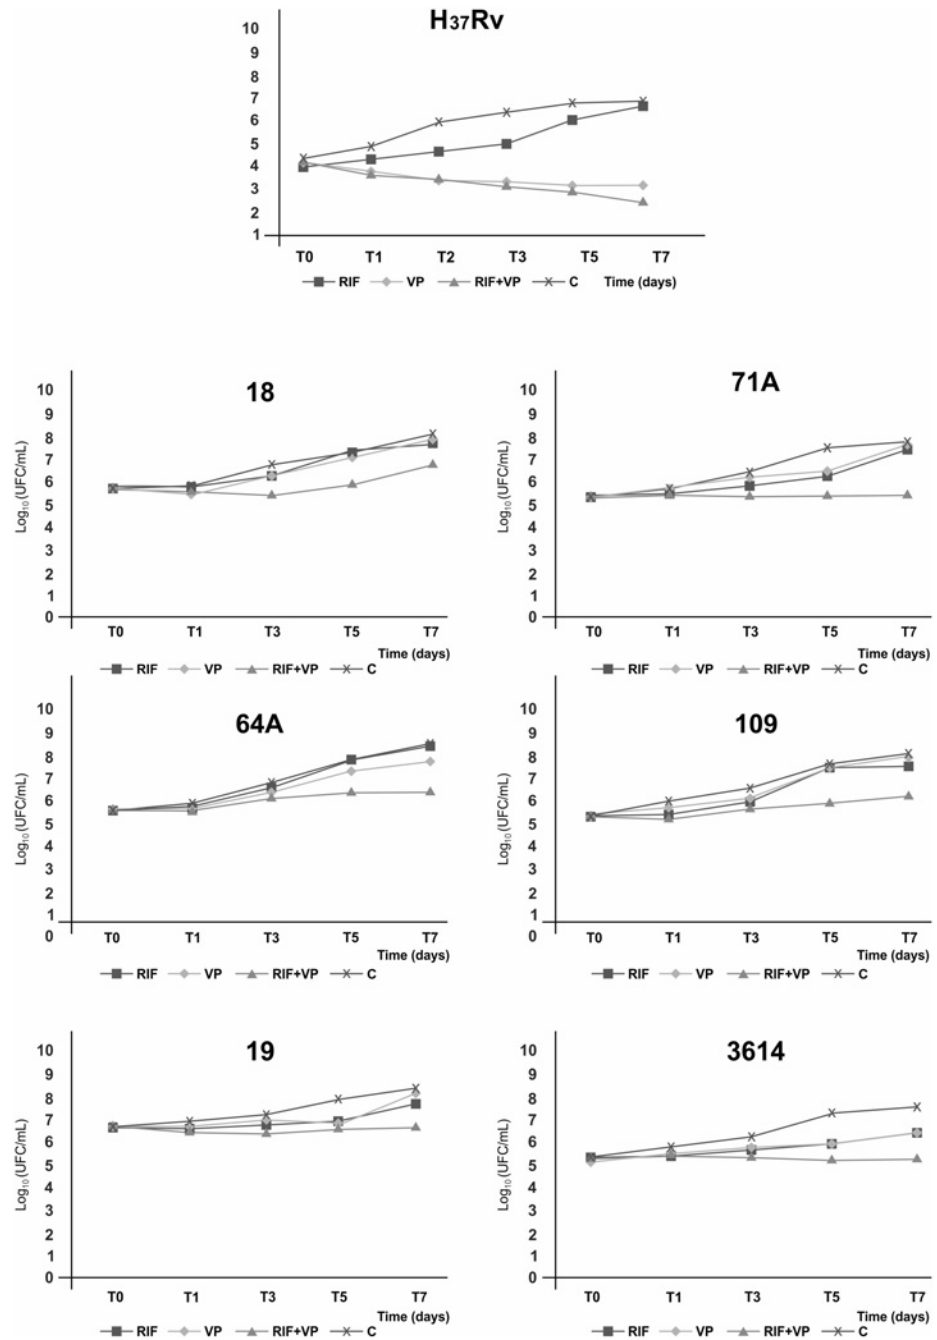 H37Rv
10
9
8
7
6
5
4
3
2
1
T0 T1 T2 T3 T5 T7
RIF VP RIF+VP C Time (days)
18
Log10 (UFC/mL)
10
9
8
7
6
5
4
3
2
1
0
T0 T1 T3 T5 T7
Time (days)
RIF VP RIF+VP C
71A
Log10 (UFC/mL)
10
9
8
7
6
5
4
3
2
1
0
T0 T1 T3 T5 T7
Time (days)
RIF VP RIF+VP C
64A
Log10 (UFC/mL)
10
9
8
7
6
5
4
3
2
1
0
T0 T1 T3 T5 T7
Time (days)
RIF VP RIF+VP C
109
Log10 (UFC/mL)
10
9
8
7
6
5
4
3
2
1
0
T0 T1 T3 T5 T7
Time (days)
RIF VP RIF+VP C
19
Log10 (UFC/mL)
10
9
8
7
6
5
4
3
2
1
0
T0 T1 T3 T5 T7
Time (days)
RIF VP RIF+VP C
3614
Log10 (UFC/mL)
10
9
8
7
6
5
4
3
2
1
0
T0 T1 T3 T5 T7
Time (days)
RIF VP RIF+VP C